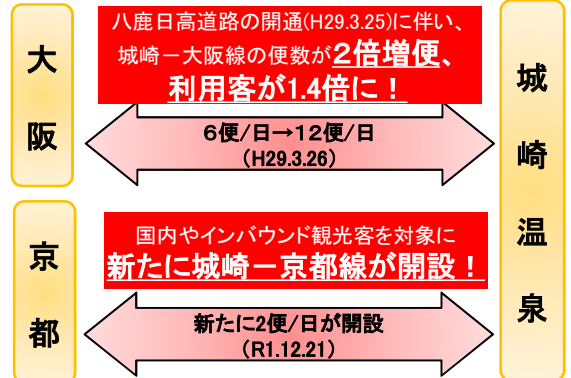 大阪
八鹿日高道路の開通(H29.3.25)に伴い、
城崎－大阪線の便数が２倍増便、
利用客が1.4倍に！
6便/日→12便/日
（H29.3.26）
城崎温泉
京都
国内やインバウンド観光客を対象に
新たに城崎－京都線が開設！
新たに2便/日が開設
（R1.12.21）